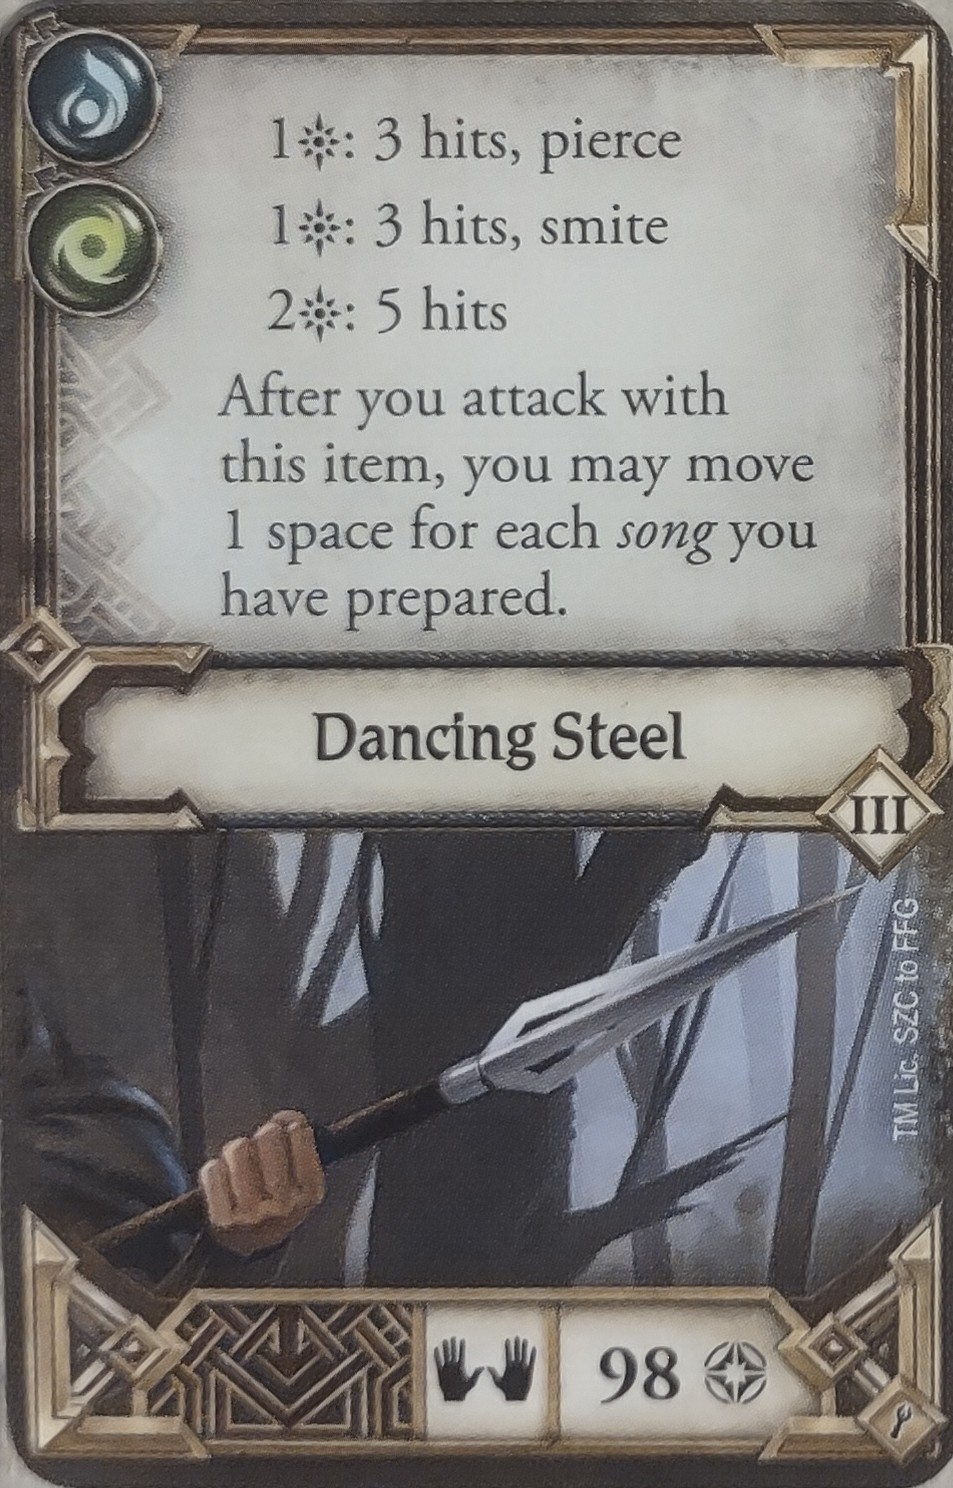 1: 3 hits, pierce
1: 3 hits, smite
2: 5 hits
After you attack with
this item, you may move
1 space for each song you
have prepared.
Dancing Steel
III
TM Lic. SZC to FFG
98